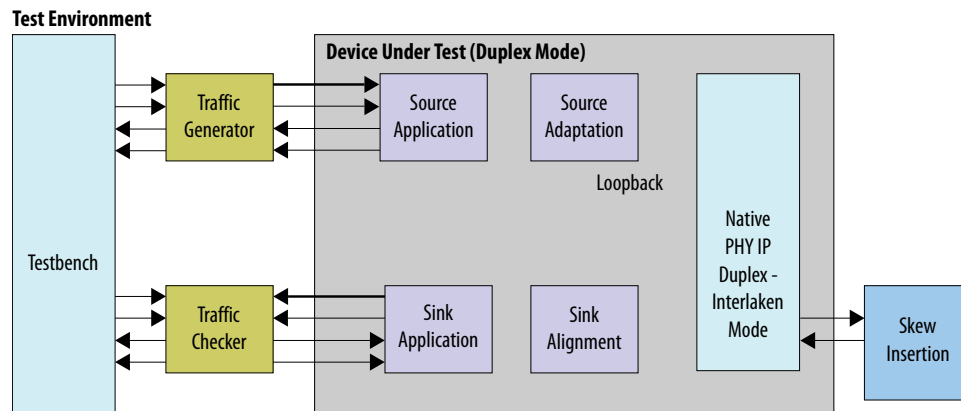 Test Environment
Device Under Test (Duplex Mode)
Traffic
Generator
Source
Application
Source
Adaptation
Loopback
Testbench
Native
PHY IP
Duplex -
Interlaken
Mode
Traffic
Checker
Sink
Application
Sink
Alignment
Skew
Insertion